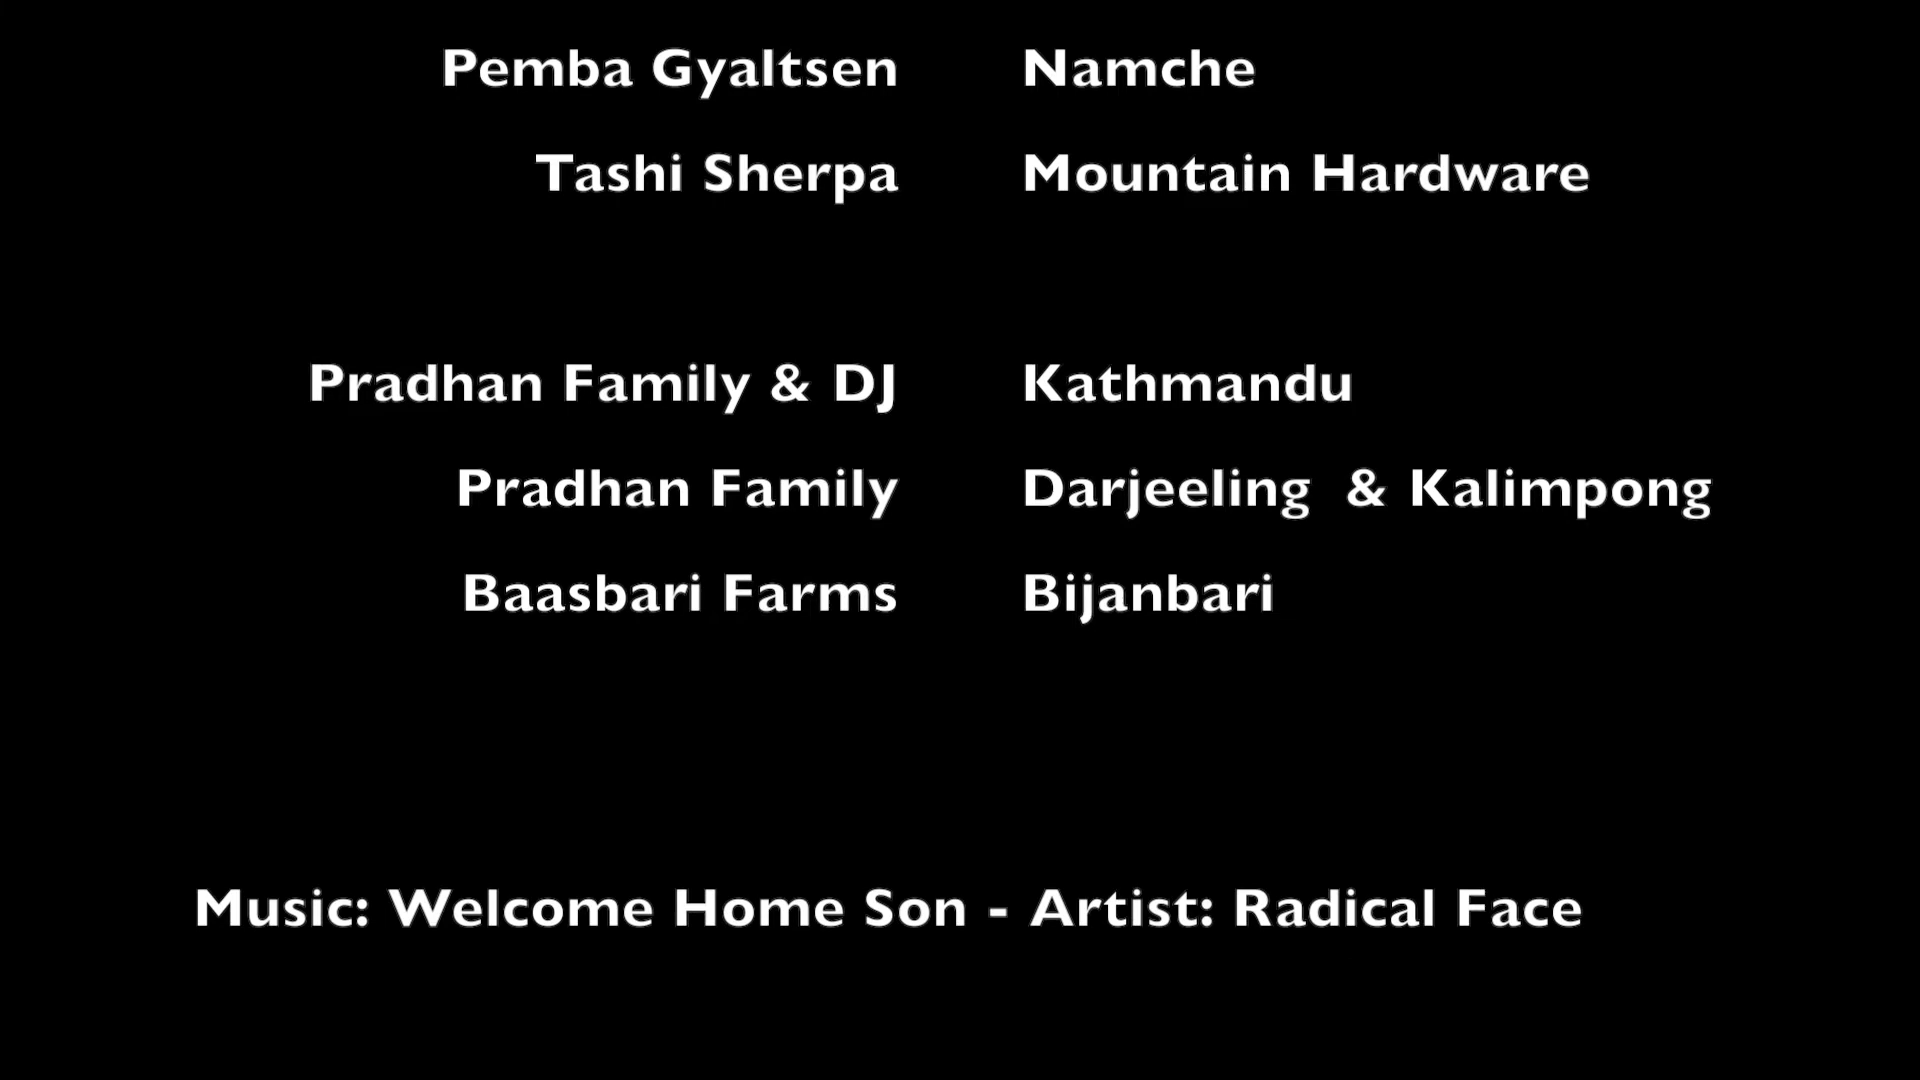 Pemba Gyaltsen Namche
Tashi Sherpa Mountain Hardware
Pradhan Family & DJ Kathmandu
Pradhan Family Darjeeling & Kalimpong
Baasbari Farms Bijanbari
Music: Welcome Home Son - Artist: Radical Face